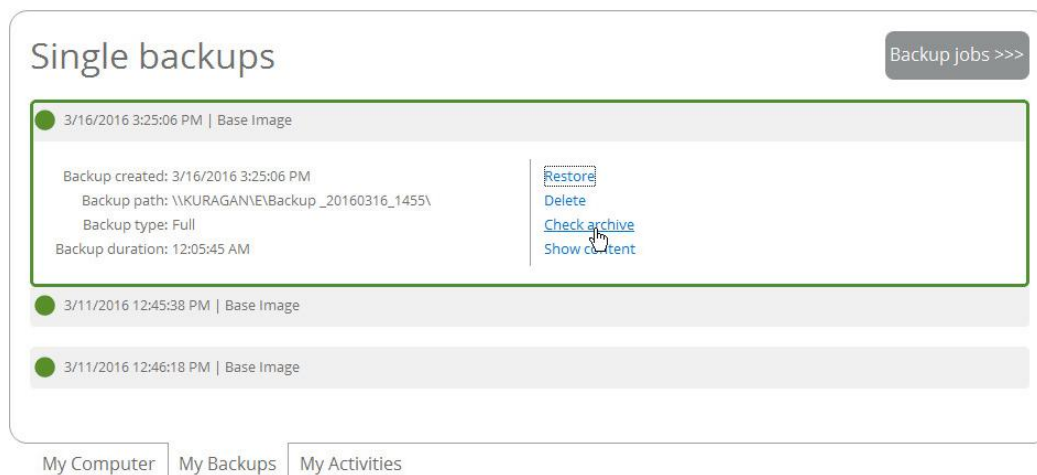 Single backups
Backup jobs >>>
3/16/2016 3:25:06 PM | Base Image
Backup created: 3/16/2016 3:25:06 PM
Backup path: \\KURAGAN\E\Backup _20160316_1455\
Backup type: Full
Backup duration: 12:05:45 AM
Restore
Delete
Check archive
Show content
3/11/2016 12:45:38 PM | Base Image
3/11/2016 12:46:18 PM | Base Image
My Computer
My Backups
My Activities